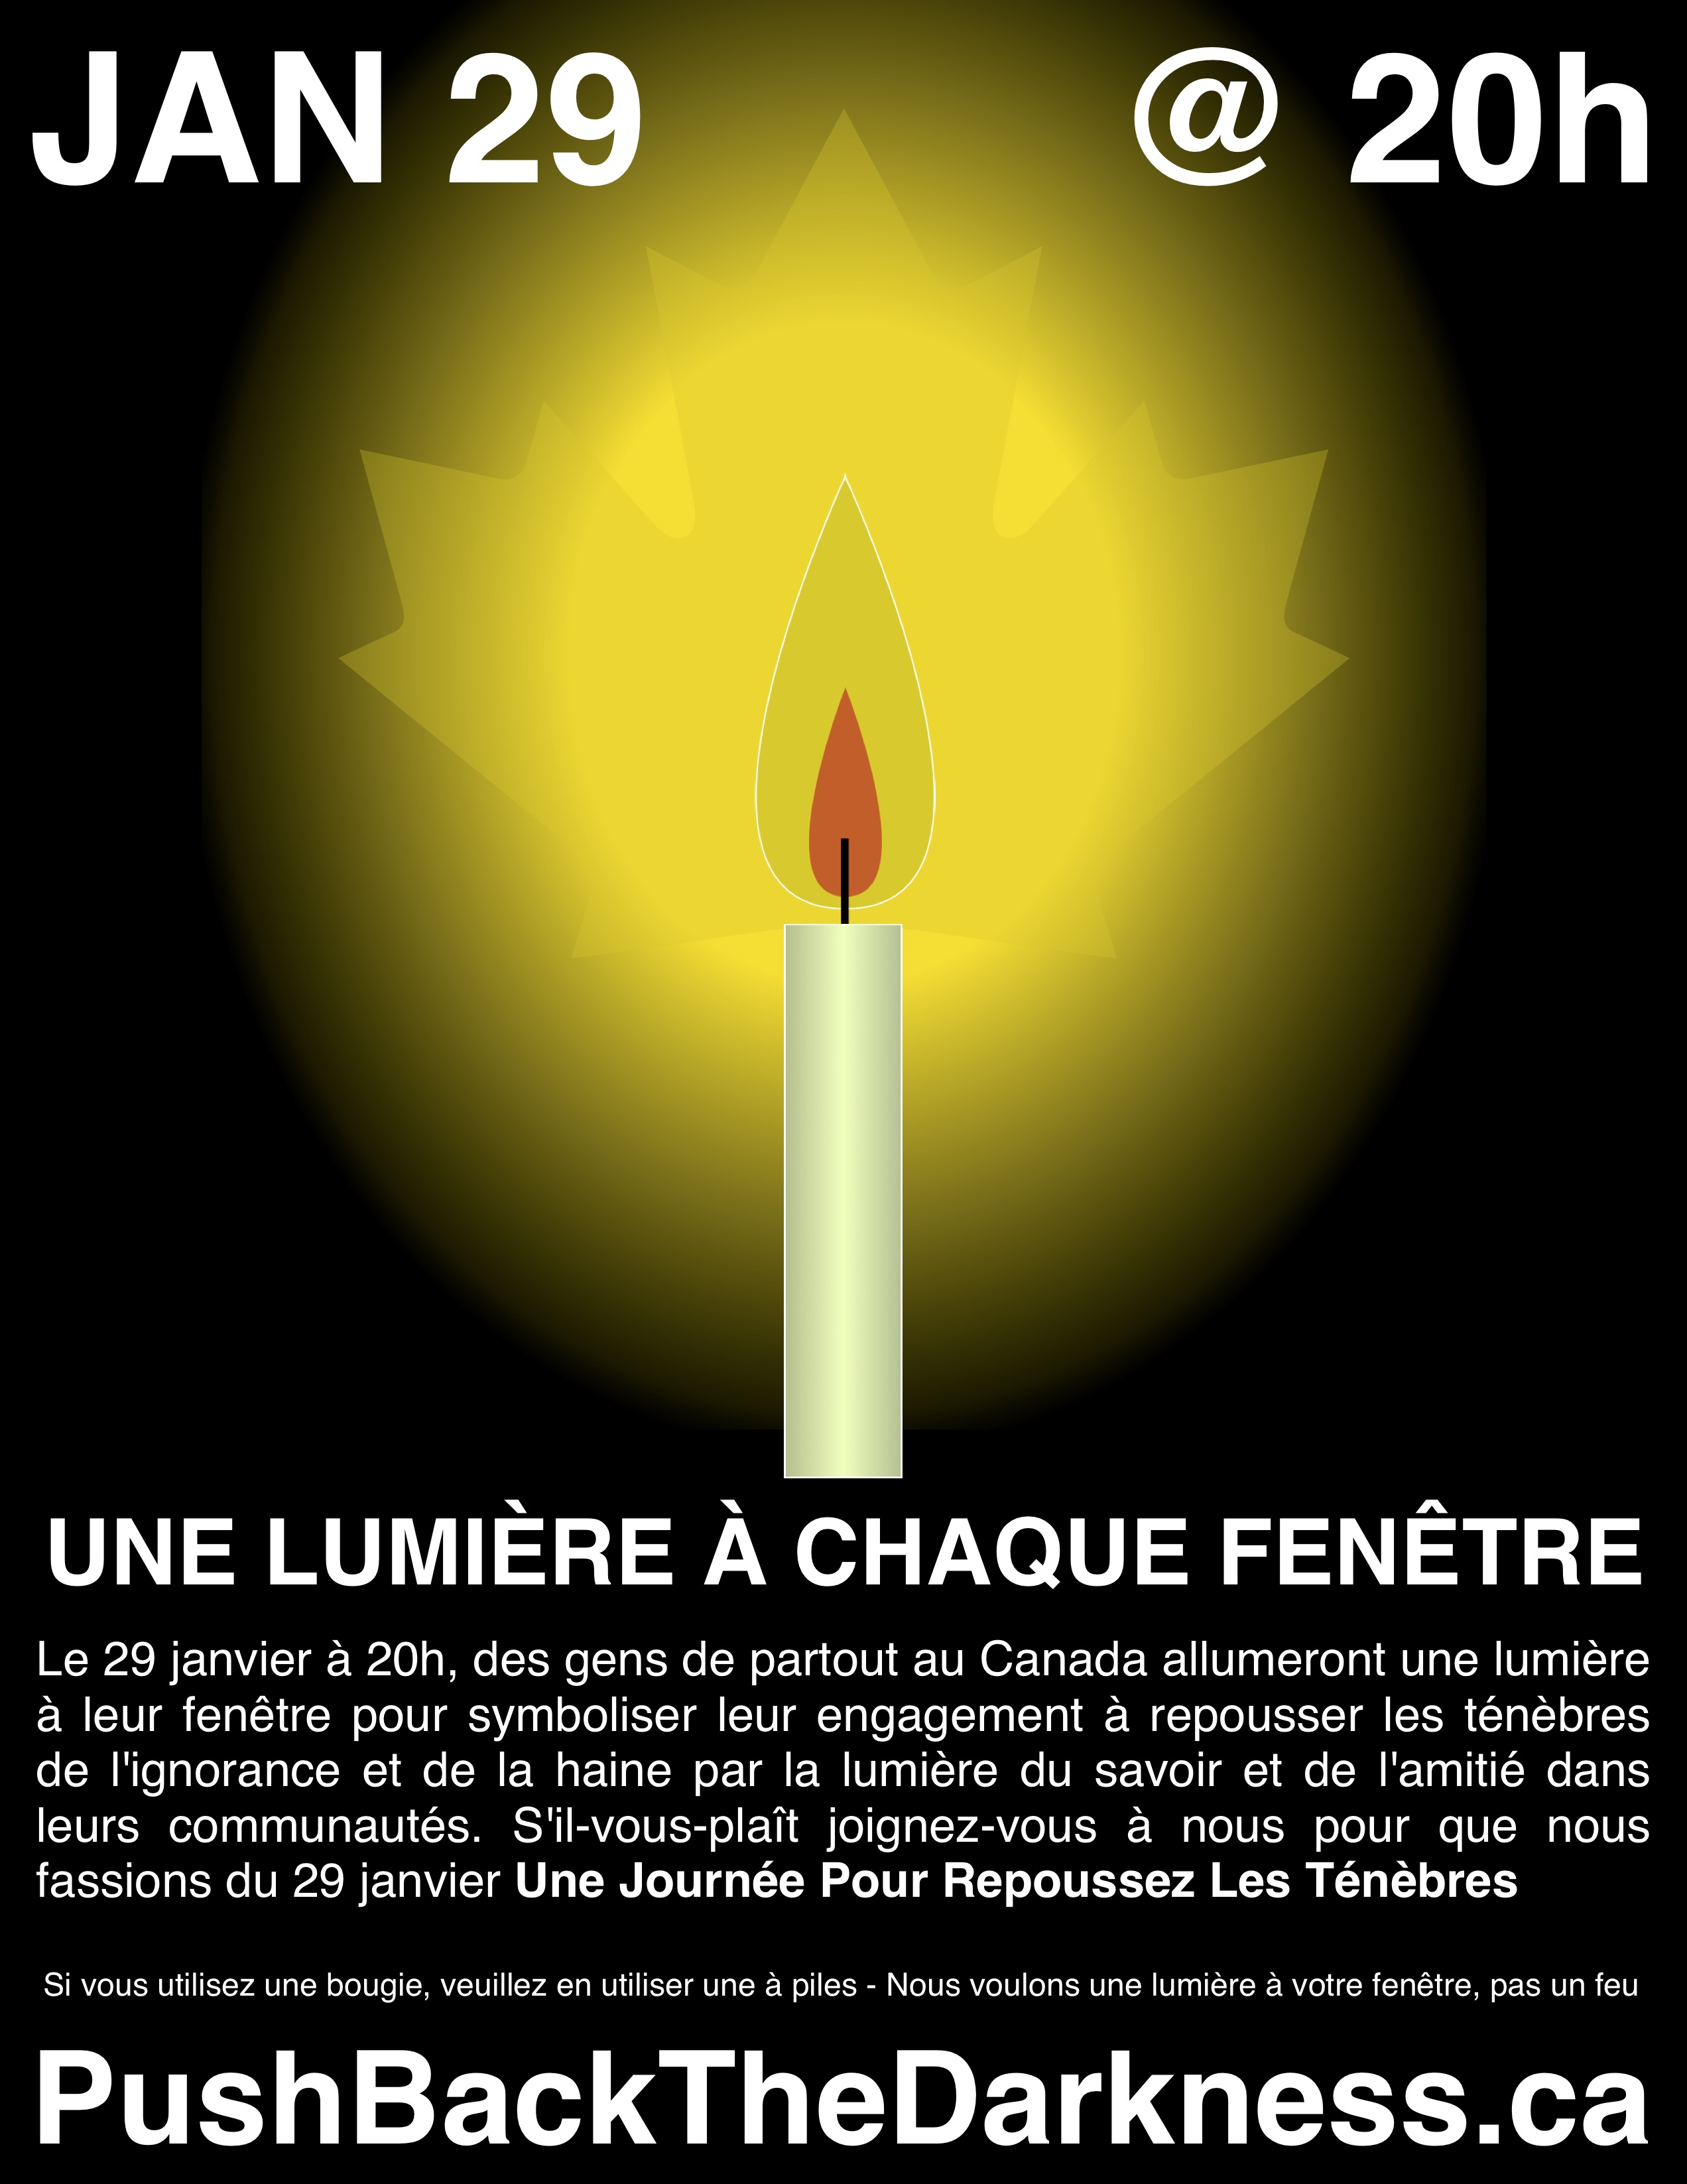 JAN 29 @ 20h
UNE LUMIÈRE À CHAQUE FENÊTRE
Le 29 janvier à 20h, des gens de partout au Canada allumeront une lumière
à leur fenêtre pour symboliser leur engagement à repousser les ténèbres
de l'ignorance et de la haine par la lumière du savoir et de l'amitié dans
leurs communautés. S'il-vous-plaît joignez-vous à nous pour que nous
fassions du 29 janvier Une Journée Pour Repoussez Les Ténèbres
Si vous utilisez une bougie, veuillez en utiliser une à piles - Nous voulons une lumière à votre fenêtre, pas un feu
PushBackTheDarkness.ca